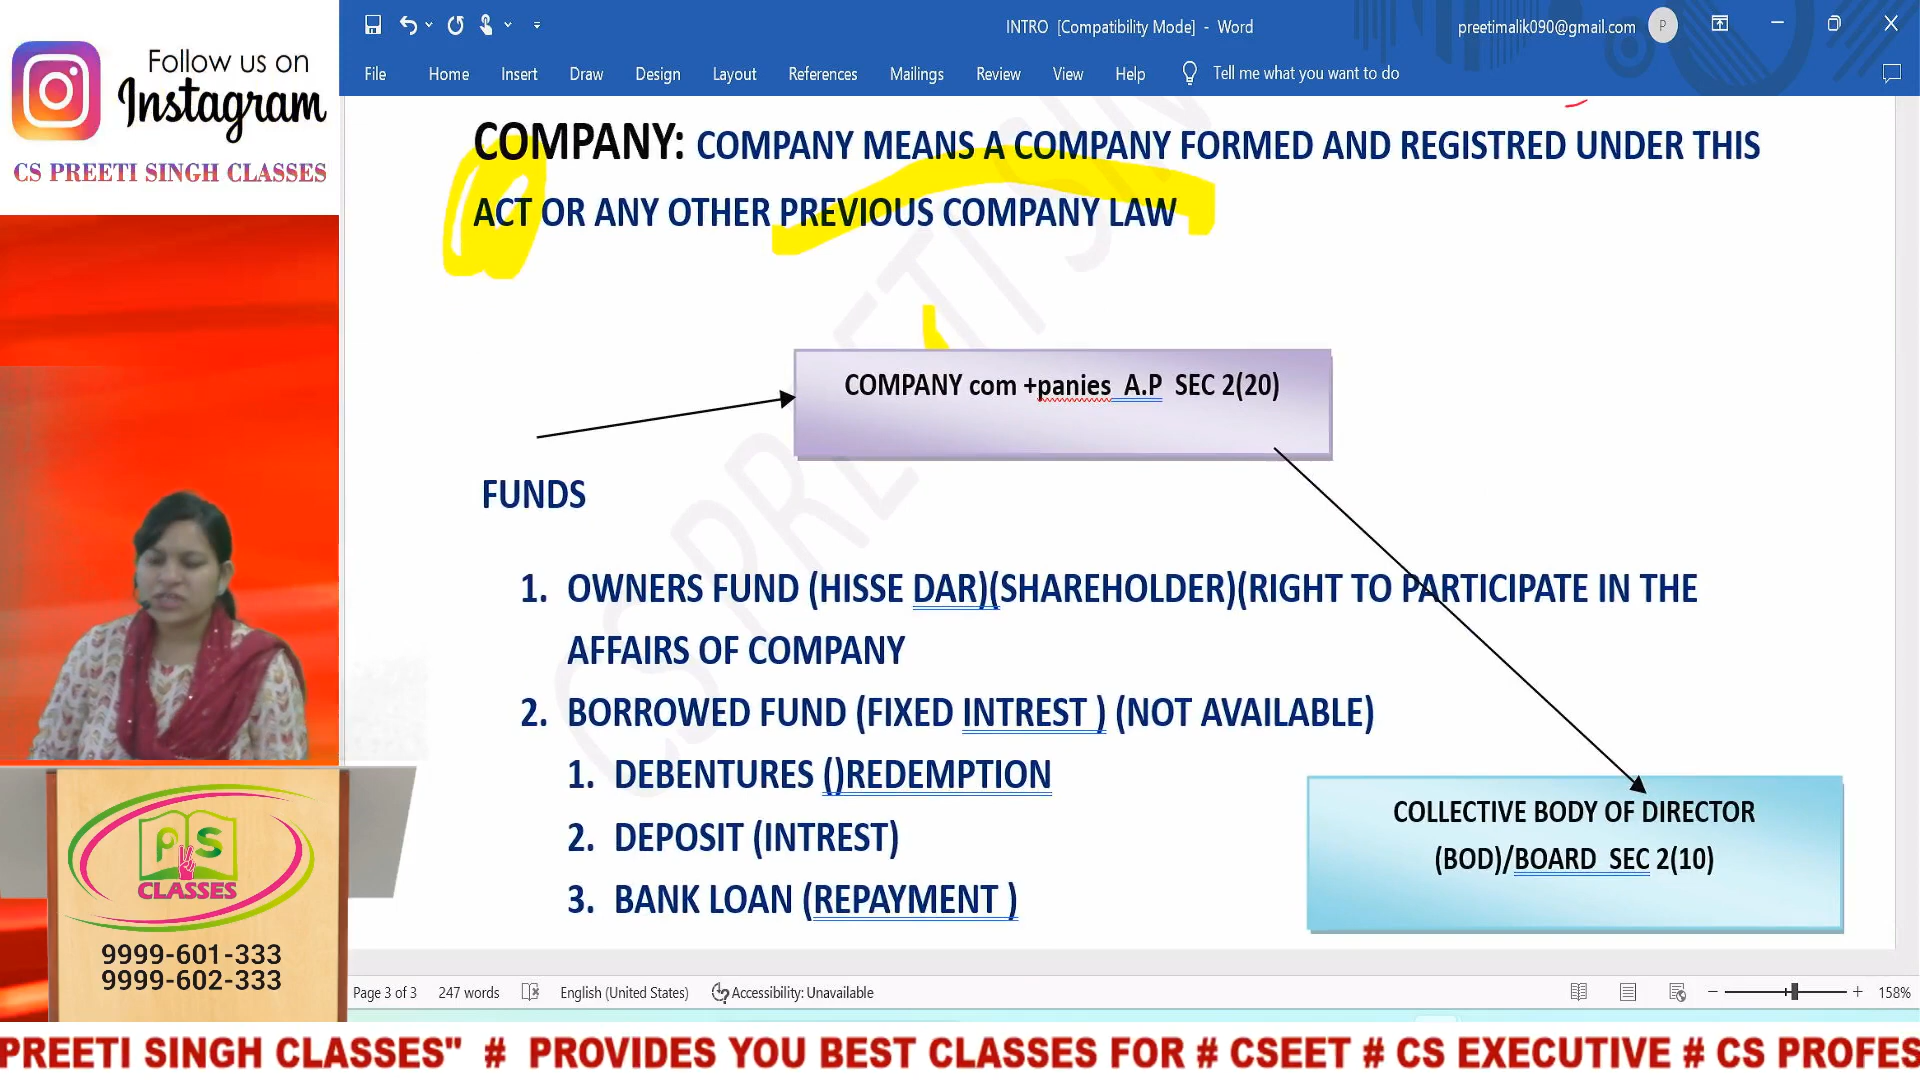 Follow us on
Instagram
CS PREETI SINGH CLASSES
INTRO [Compatibility Mode] - Word
preetimalik090@gmail.com
P
File Home Insert Draw Design Layout References Mailings Review View Help Tell me what you want to do
COMPANY: COMPANY MEANS A COMPANY FORMED AND REGISTRED UNDER THIS
ACT OR ANY OTHER PREVIOUS COMPANY LAW
COMPANY com +panies A.P SEC 2(20)
FUNDS
1. OWNERS FUND (HISSE DAR)(SHAREHOLDER)(RIGHT TO PARTICIPATE IN THE
AFFAIRS OF COMPANY
2. BORROWED FUND (FIXED INTREST ) (NOT AVAILABLE)
1. DEBENTURES ()REDEMPTION
2. DEPOSIT (INTREST)
3. BANK LOAN (REPAYMENT )
COLLECTIVE BODY OF DIRECTOR
(BOD)/BOARD SEC 2(10)
CS PREETI SIN
PS
CLASSES
9999-601-333
9999-602-333
Page 3 of 3 247 words English (United States) Accessibility: Unavailable 158%
PREETI SINGH CLASSES" # PROVIDES YOU BEST CLASSES FOR # CSEET # CS EXECUTIVE # CS PROFES